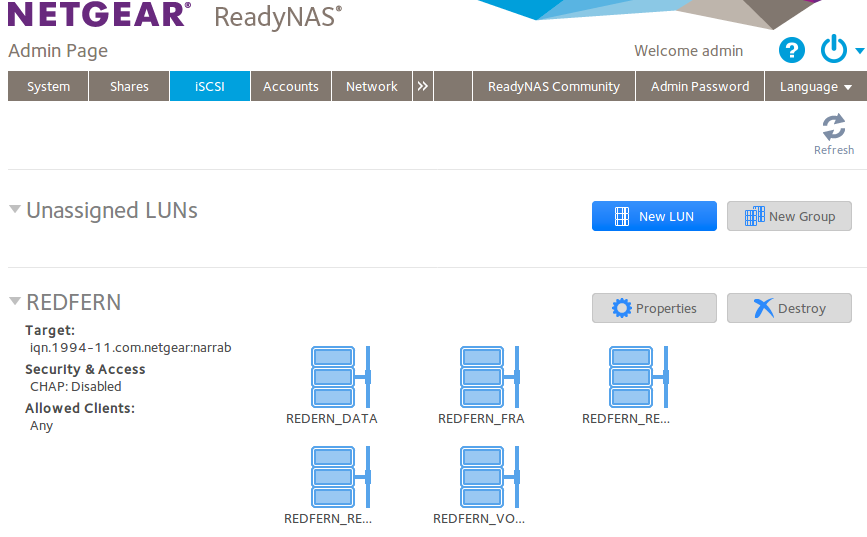 NETGEAR® ReadyNAS®
Admin Page
Welcome admin ?
System Shares iSCSI Accounts Network » ReadyNAS Community Admin Password Language
Refresh
Unassigned LUNs
New LUN New Group
REDFERN
Properties Destroy
Target:
iqn.1994-11.com.netgear:narrab
Security & Access
CHAP: Disabled
Allowed Clients:
Any
REDERN_DATA REDFERN_FRA REDFERN_RE...
REDFERN_RE... REDFERN_VO...